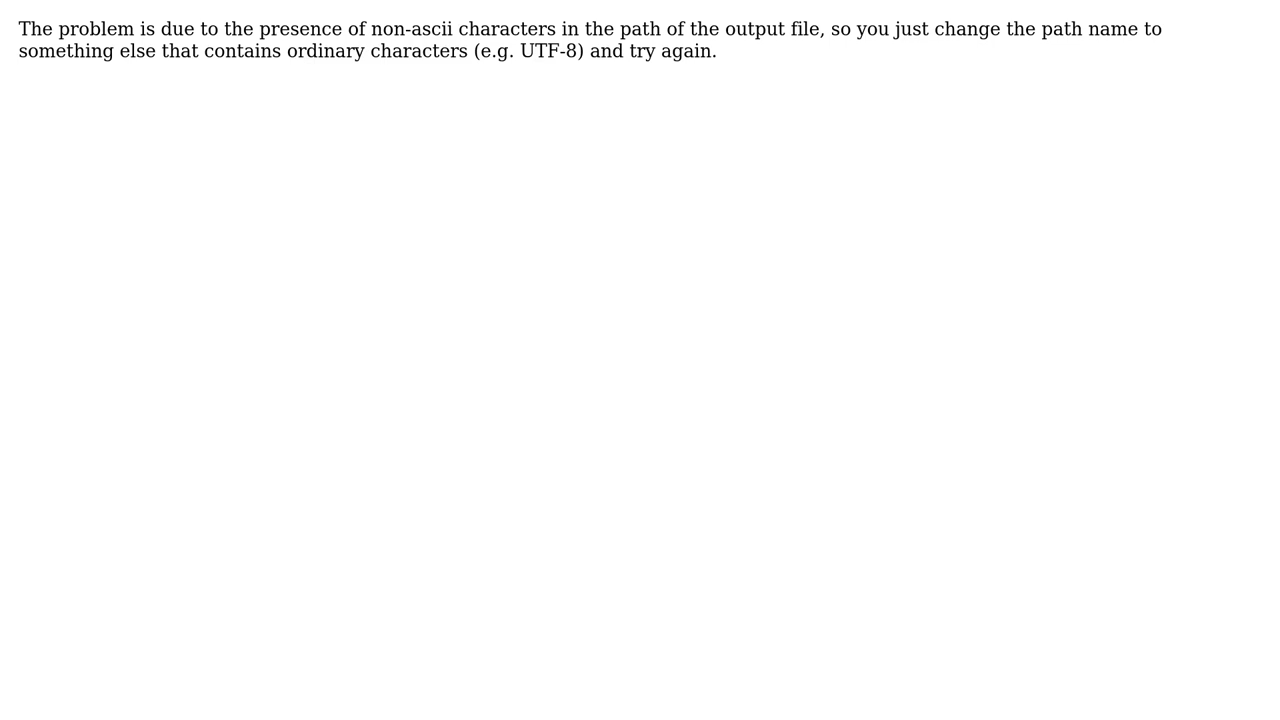 The problem is due to the presence of non-ascii characters in the path of the output file, so you just change the path name to
something else that contains ordinary characters (e.g. UTF-8) and try again.